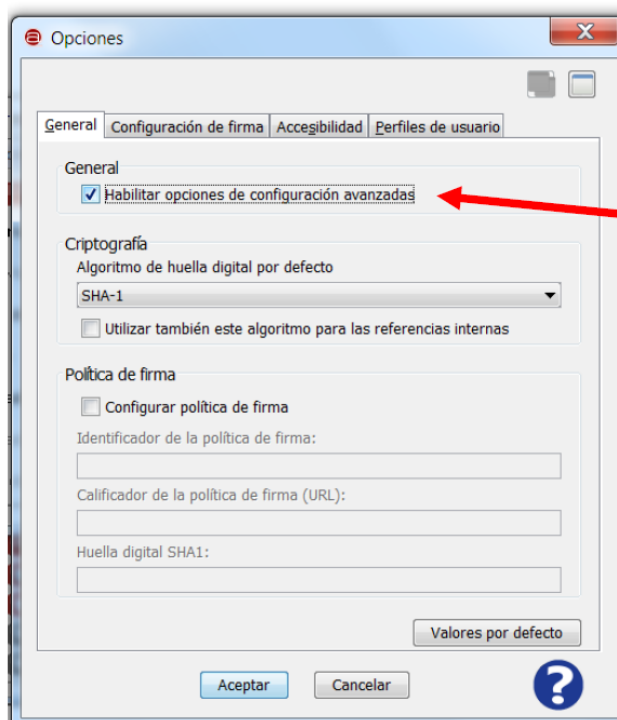 Opciones
General
Configuración de firma
Accesibilidad
Perfiles de usuario
General
Habilitar opciones de configuración avanzadas
Criptografía
Algoritmo de huella digital por defecto
SHA-1
Utilizar también este algoritmo para las referencias internas
Política de firma
Configurar política de firma
Identificador de la política de firma:
Calificador de la política de firma (URL):
Huella digital SHA1:
Valores por defecto
Aceptar
Cancelar
?